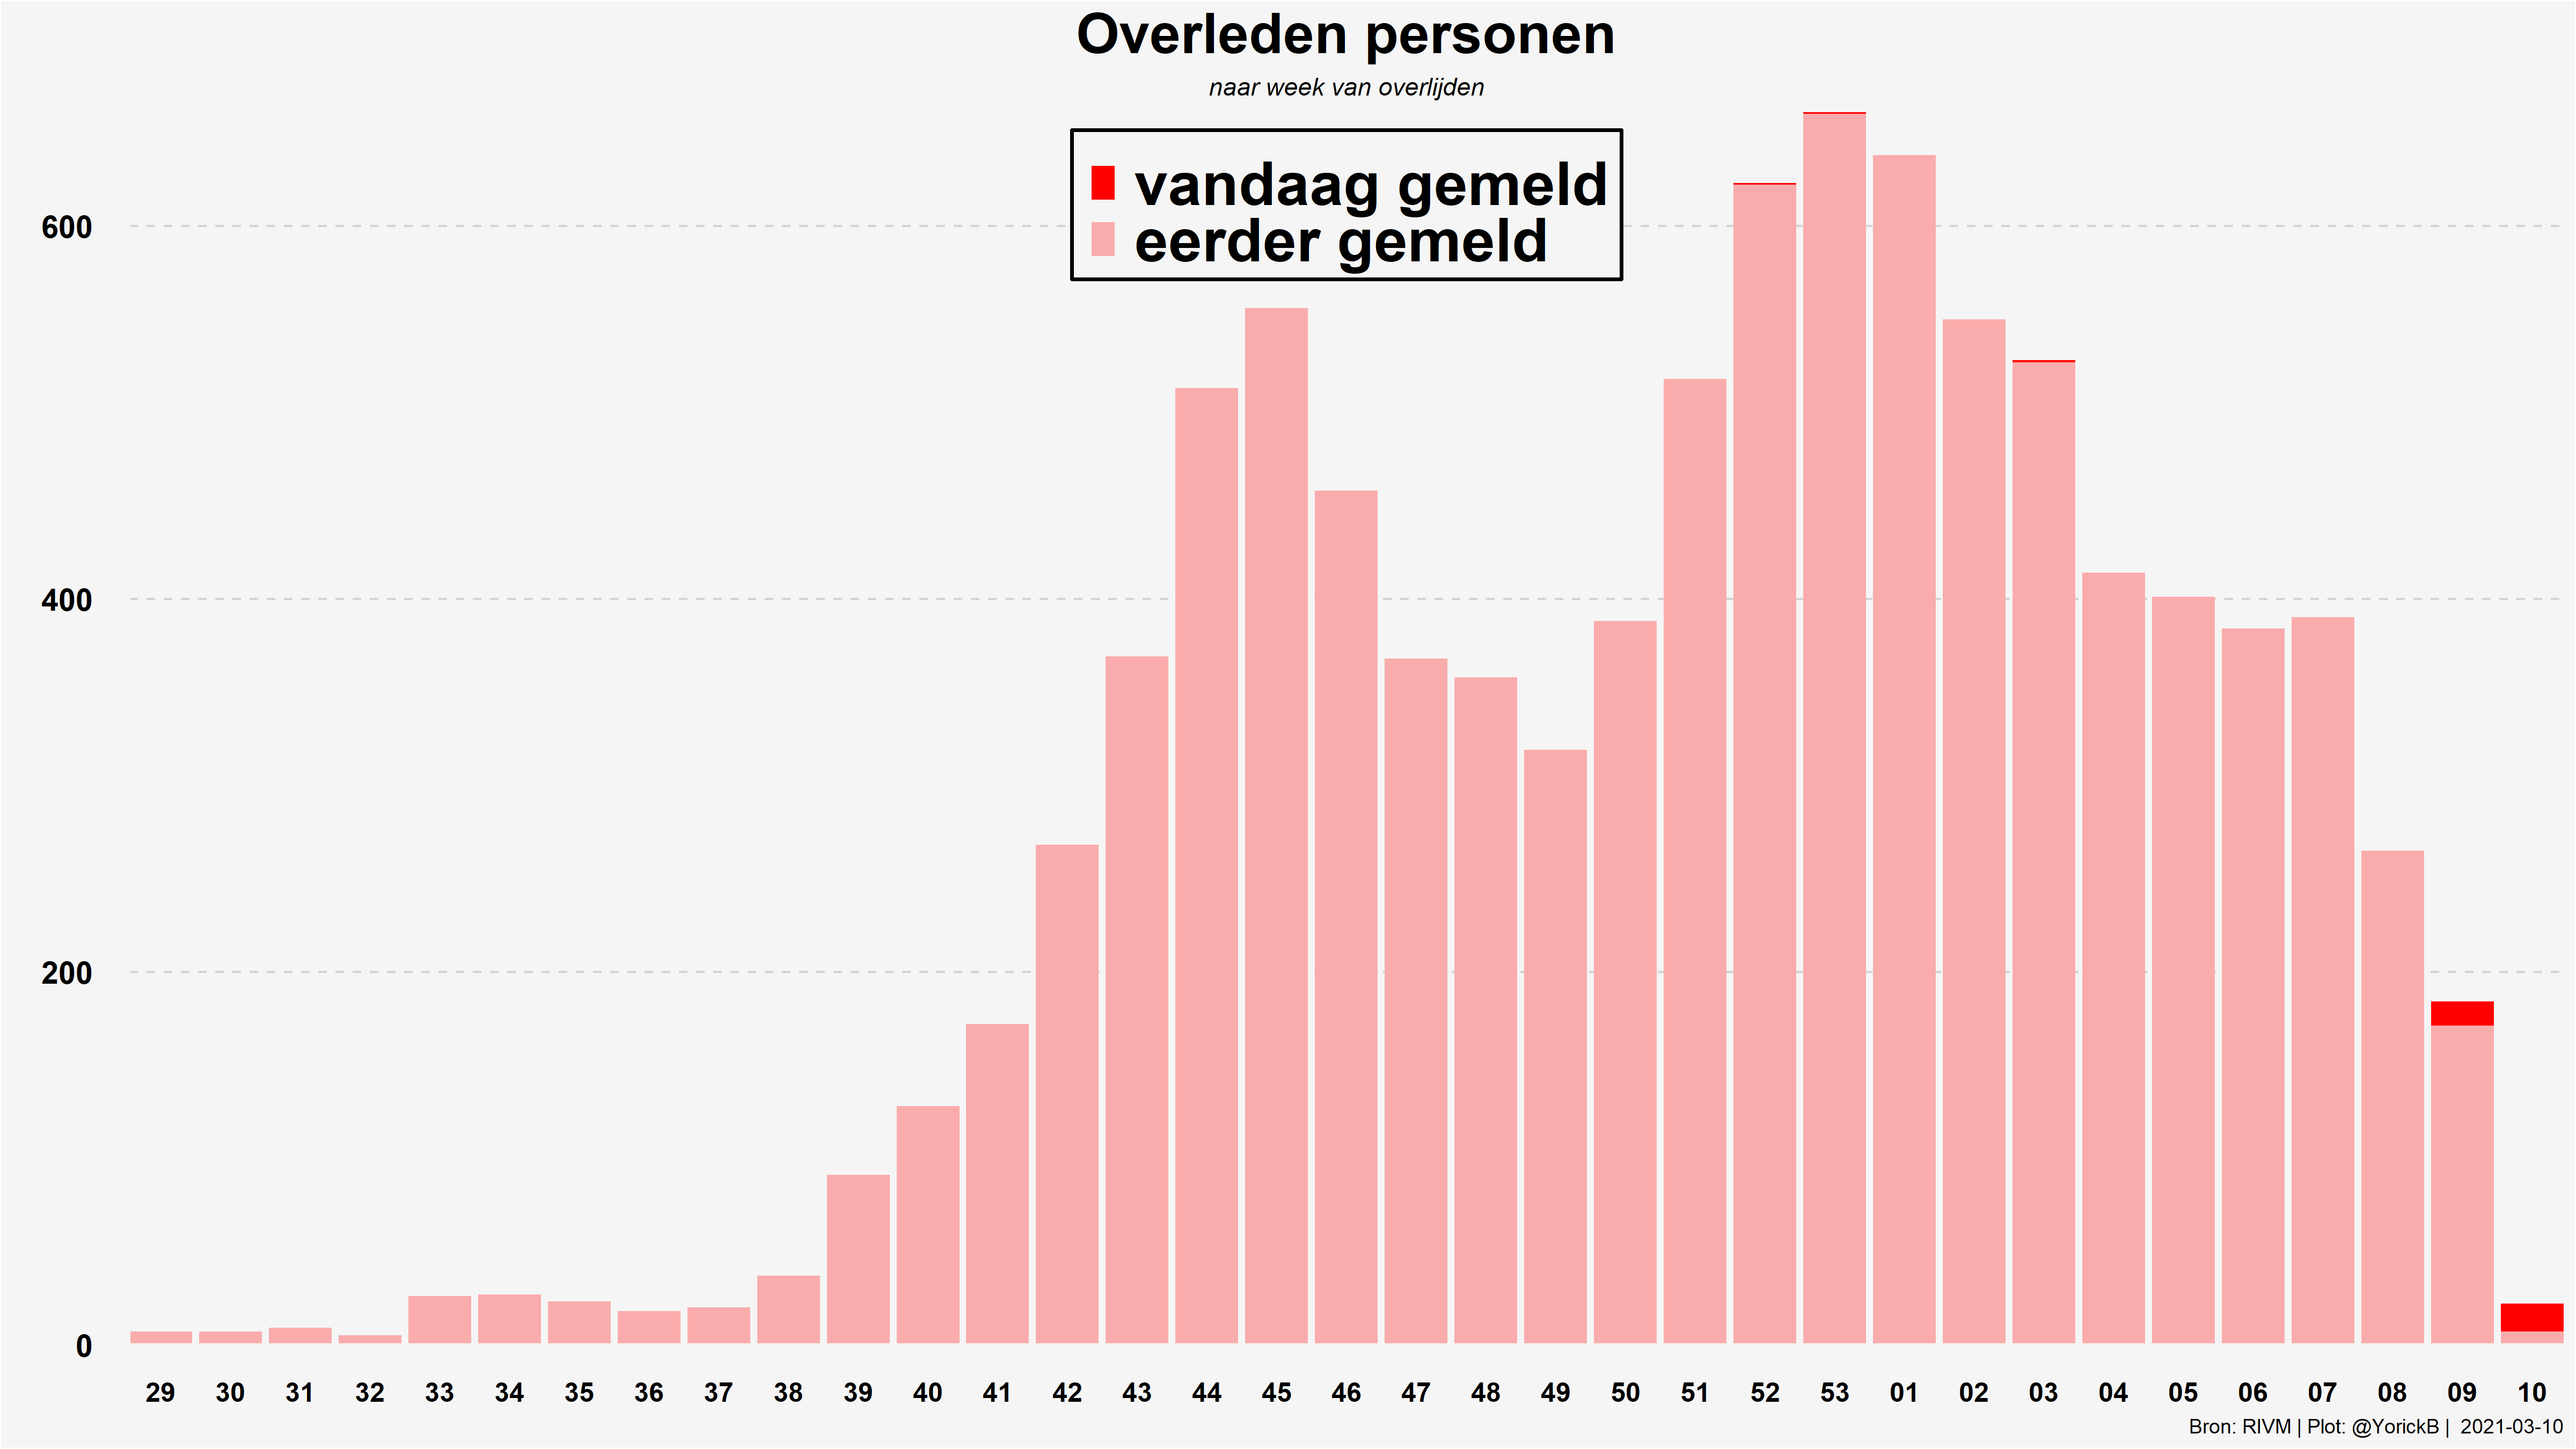 Overleden personen
naar week van overlijden
vandaag gemeld
eerder gemeld
600
400
200
0
29 30 31 32 33 34 35 36 37 38 39 40 41 42 43 44 45 46 47 48 49 50 51 52 53 01 02 03 04 05 06 07 08 09 10
Bron: RIVM | Plot: @YorickB | 2021-03-10